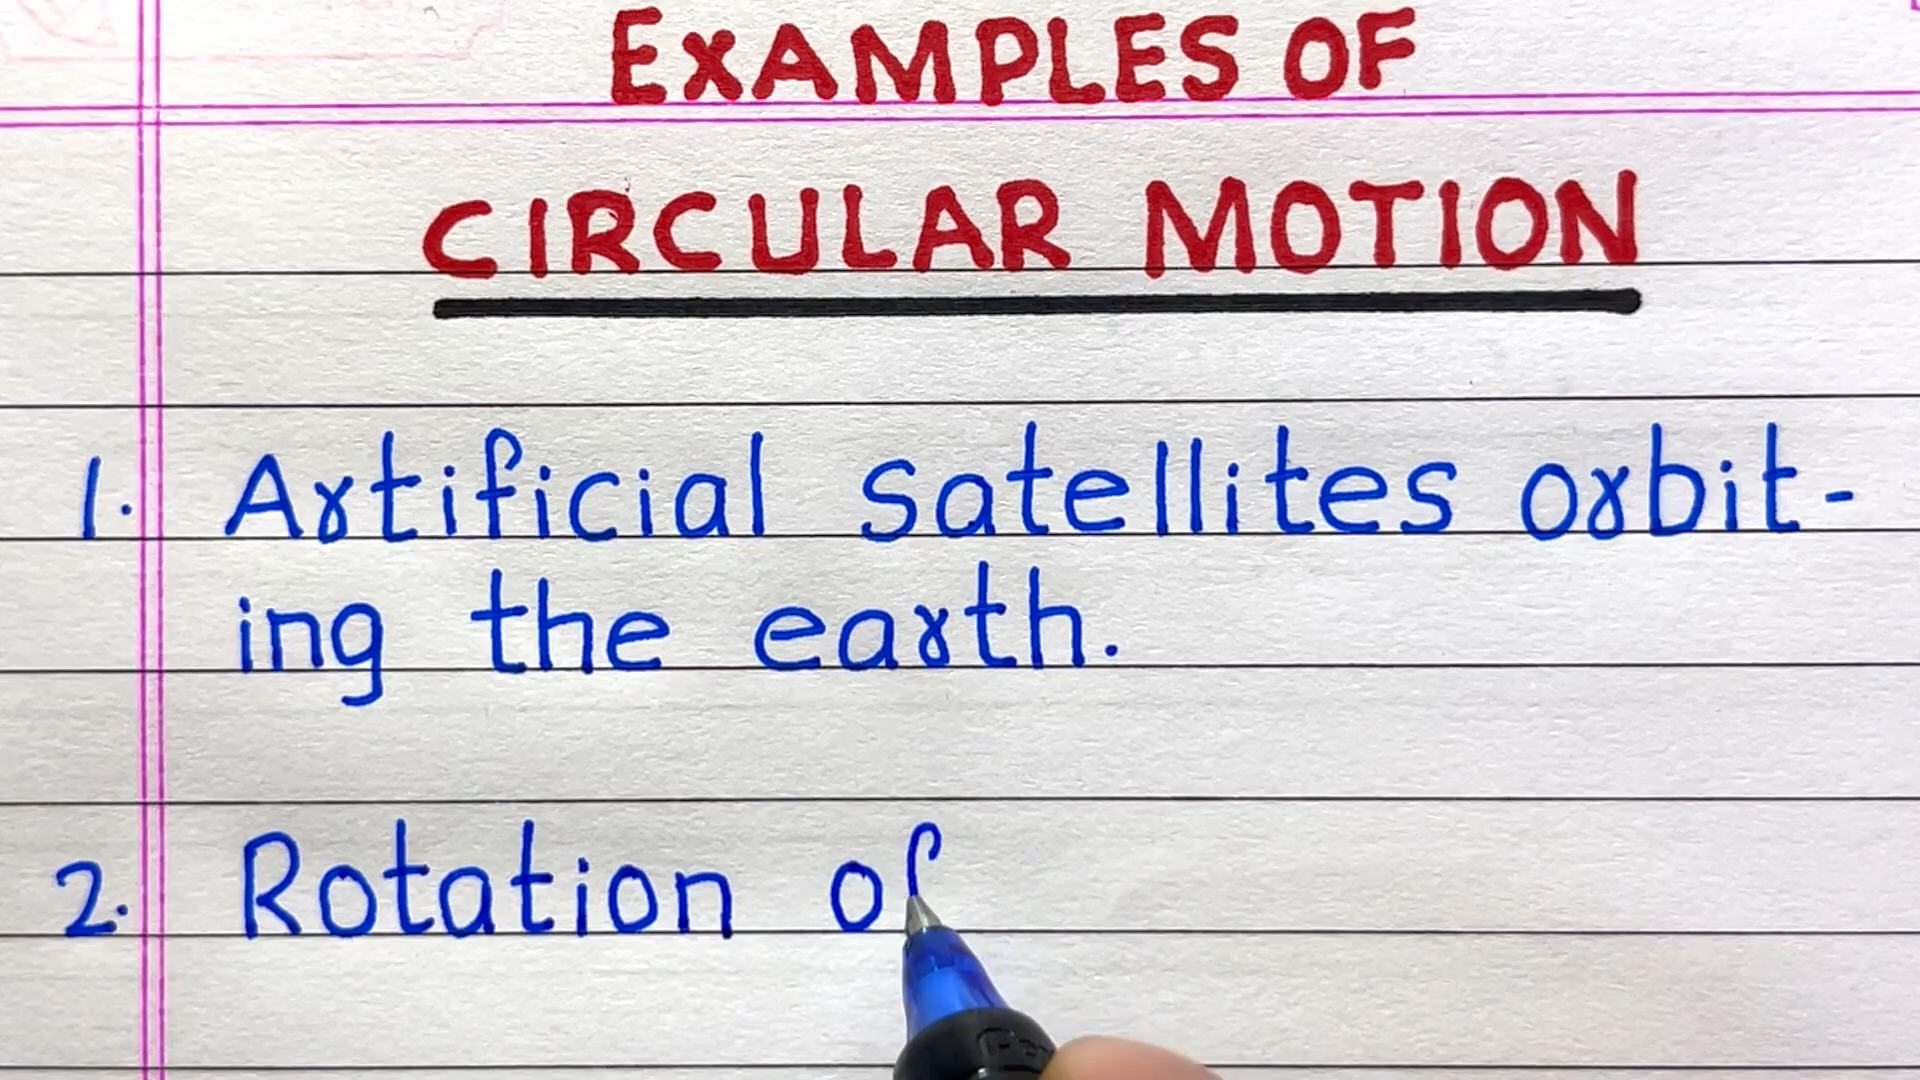 EXAMPLES OF
CIRCULAR MOTION
1. Artificial satellites orbit-
ing the earth.
2. Rotation of